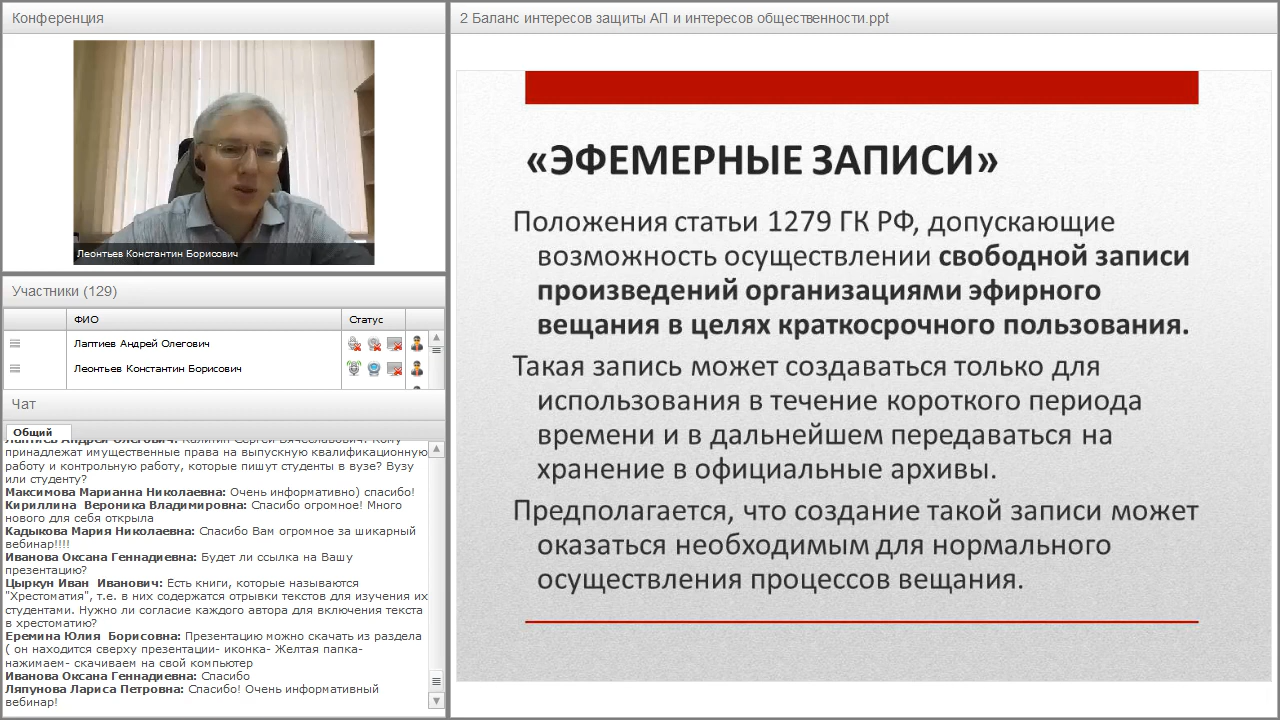 Конференция
Леонтьев Константин Борисович
Участники (129)
ФИО
Статус
Лаптиев Андрей Олегович
Леонтьев Константин Борисович
Чат
Общий
Лаптиев Андрей Олегович: Калитин Сергей Вячеславович: Кому
принадлежат имущественные права на выпускную квалификационную
работу и контрольную работу, которые пишут студенты в вузе? Вузу
или студенту?
Максимова Марианна Николаевна: Очень информативно) спасибо!
Кириллина Вероника Владимировна: Спасибо огромное! Много
нового для себя открыла
Кадыкова Мария Николаевна: Спасибо Вам огромное за шикарный
вебинар!!!!
Иванова Оксана Геннадиевна: Будет ли ссылка на Вашу
презентацию?
Цыркун Иван Иванович: Есть книги, которые называются
"Хрестоматия", т.е. в них содержатся отрывки текстов для изучения их
студентами. Нужно ли согласие каждого автора для включения текста
в хрестоматию?
Еремина Юлия Борисовна: Презентацию можно скачать из раздела
( он находится сверху презентации- иконка- Желтая папка-
нажимаем- скачиваем на свой компьютер
Иванова Оксана Геннадиевна: Спасибо
Ляпунова Лариса Петровна: Спасибо! Очень информативный
вебинар!
2 Баланс интересов защиты АП и интересов общественности.ppt
«ЭФЕМЕРНЫЕ ЗАПИСИ»
Положения статьи 1279 ГК РФ, допускающие
возможность осуществлении свободной записи
произведений организациями эфирного
вещания в целях краткосрочного пользования.
Такая запись может создаваться только для
использования в течение короткого периода
времени и в дальнейшем передаваться на
хранение в официальные архивы.
Предполагается, что создание такой записи может
оказаться необходимым для нормального
осуществления процессов вещания.